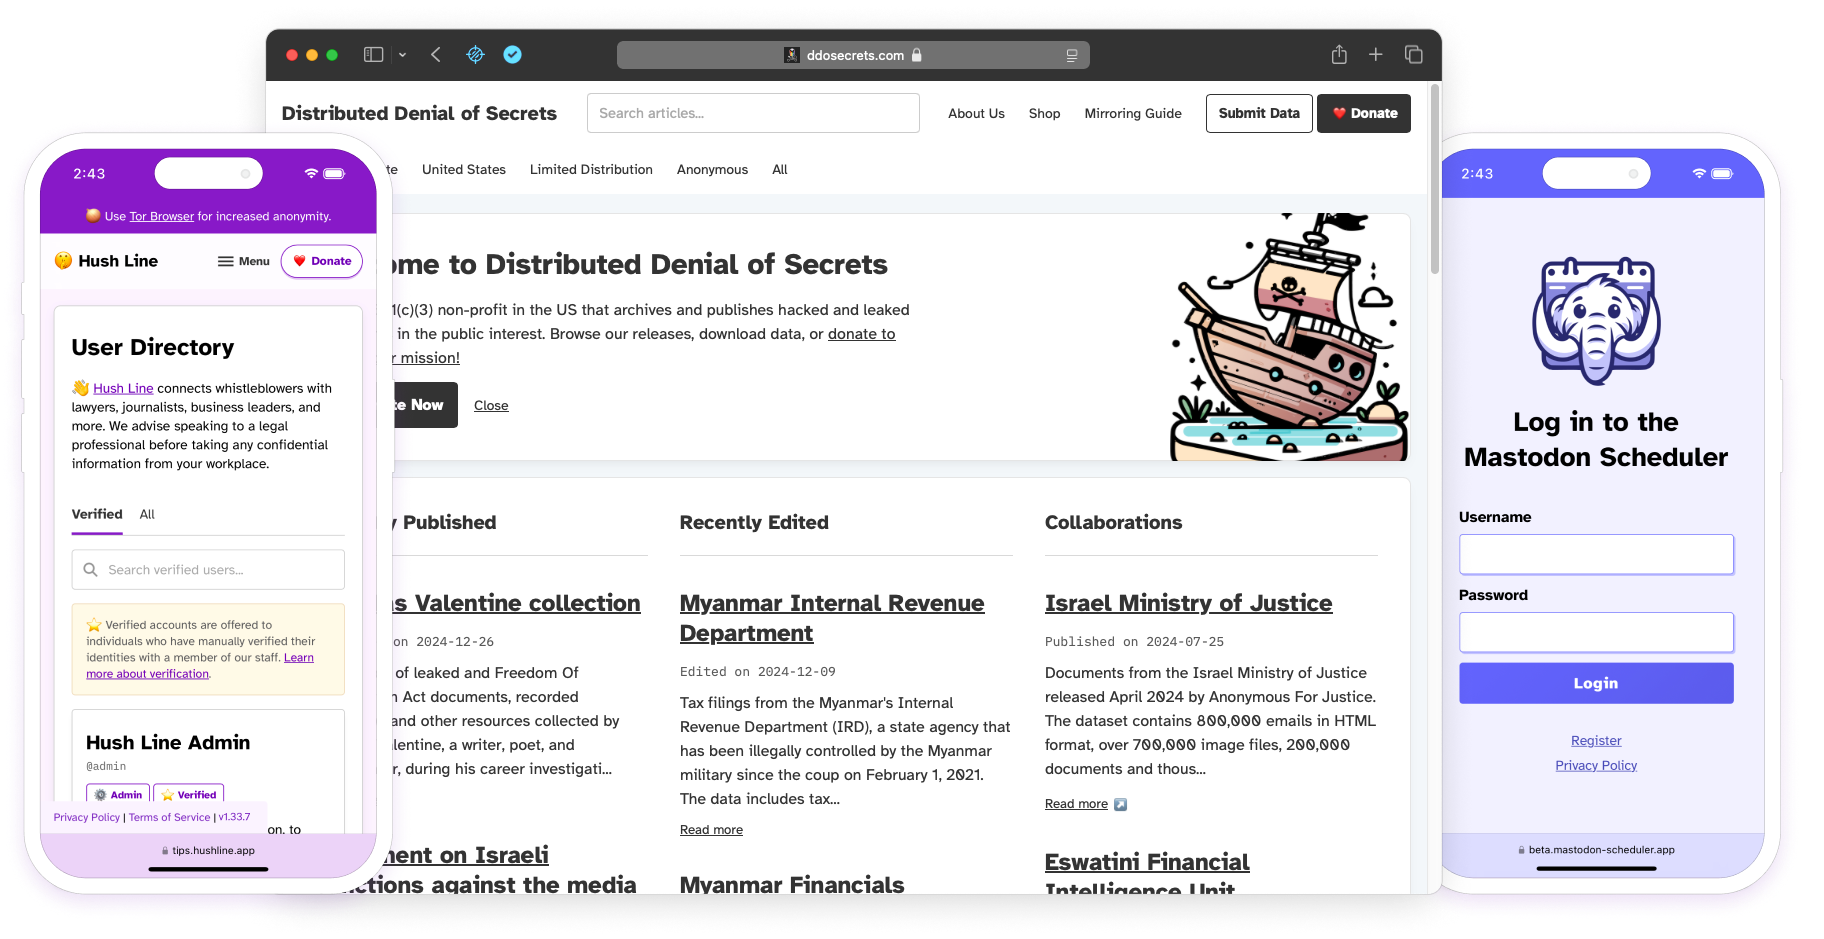 ddosecrets.com
Distributed Denial of Secrets
Search articles...
About Us
Shop
Mirroring Guide
Submit Data
Donate
United States
Limited Distribution
Anonymous
All
to Distributed Denial of Secrets
non-profit in the US that archives and publishes hacked and leaked
in the public interest. Browse our releases, download data, or donate to
mission!
Now
Close
Published
Valentine collection
on 2024-12-26
of leaked and Freedom Of
Act documents, recorded
and other resources collected by
a writer, poet, and
during his career investigati...
on Israeli
against the media
Recently Edited
Myanmar Internal Revenue
Department
Edited on 2024-12-09
Tax filings from the Myanmar's Internal
Revenue Department (IRD), a state agency that
has been illegally controlled by the Myanmar
military since the coup on February 1, 2021.
The data includes tax...
Read more
Myanmar Financials
Collaborations
Israel Ministry of Justice
Published on 2024-07-25
Documents from the Israel Ministry of Justice
released April 2024 by Anonymous For Justice.
The dataset contains 800,000 emails in HTML
format, over 700,000 image files, 200,000
documents and thous...
Read more
Eswatini Financial
Intelligence Unit
2:43
Use Tor Browser for increased anonymity.
Hush Line
Menu
Donate
User Directory
Hush Line connects whistleblowers with
lawyers, journalists, business leaders, and
more. We advise speaking to a legal
professional before taking any confidential
information from your workplace.
Verified
All
Search verified users...
Verified accounts are offered to
individuals who have manually verified their
identities with a member of our staff. Learn
more about verification.
Hush Line Admin
@admin
Admin
Verified
on, to
Privacy Policy | Terms of Service | v1.33.7
tips.hushline.app
2:43
Log in to the
Mastodon Scheduler
Username
Password
Login
Register
Privacy Policy
beta.mastodon-scheduler.app